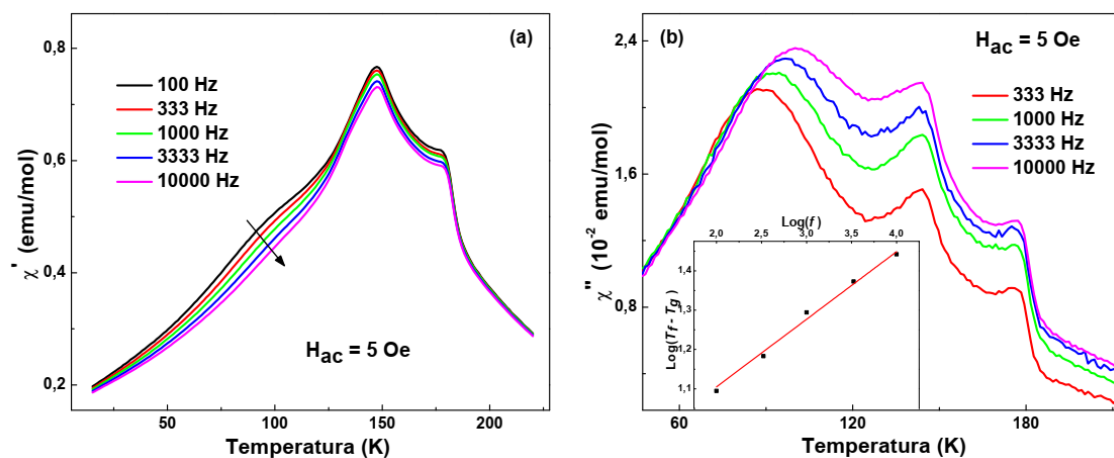 (a)
0,8
0,6
0,4
0,2
χ' (emu/mol)
100 Hz
333 Hz
1000 Hz
3333 Hz
10000 Hz
H_ac = 5 Oe
50
100
150
200
Temperatura (K)
(b)
2,4
1,6
0,8
χ'' (10⁻² emu/mol)
H_ac = 5 Oe
333 Hz
1000 Hz
3333 Hz
10000 Hz
Log(f)
2,0 2,5 3,0 3,5 4,0
1,4
1,3
1,2
1,1
Log(T_f - T_g)
60
120
180
Temperatura (K)